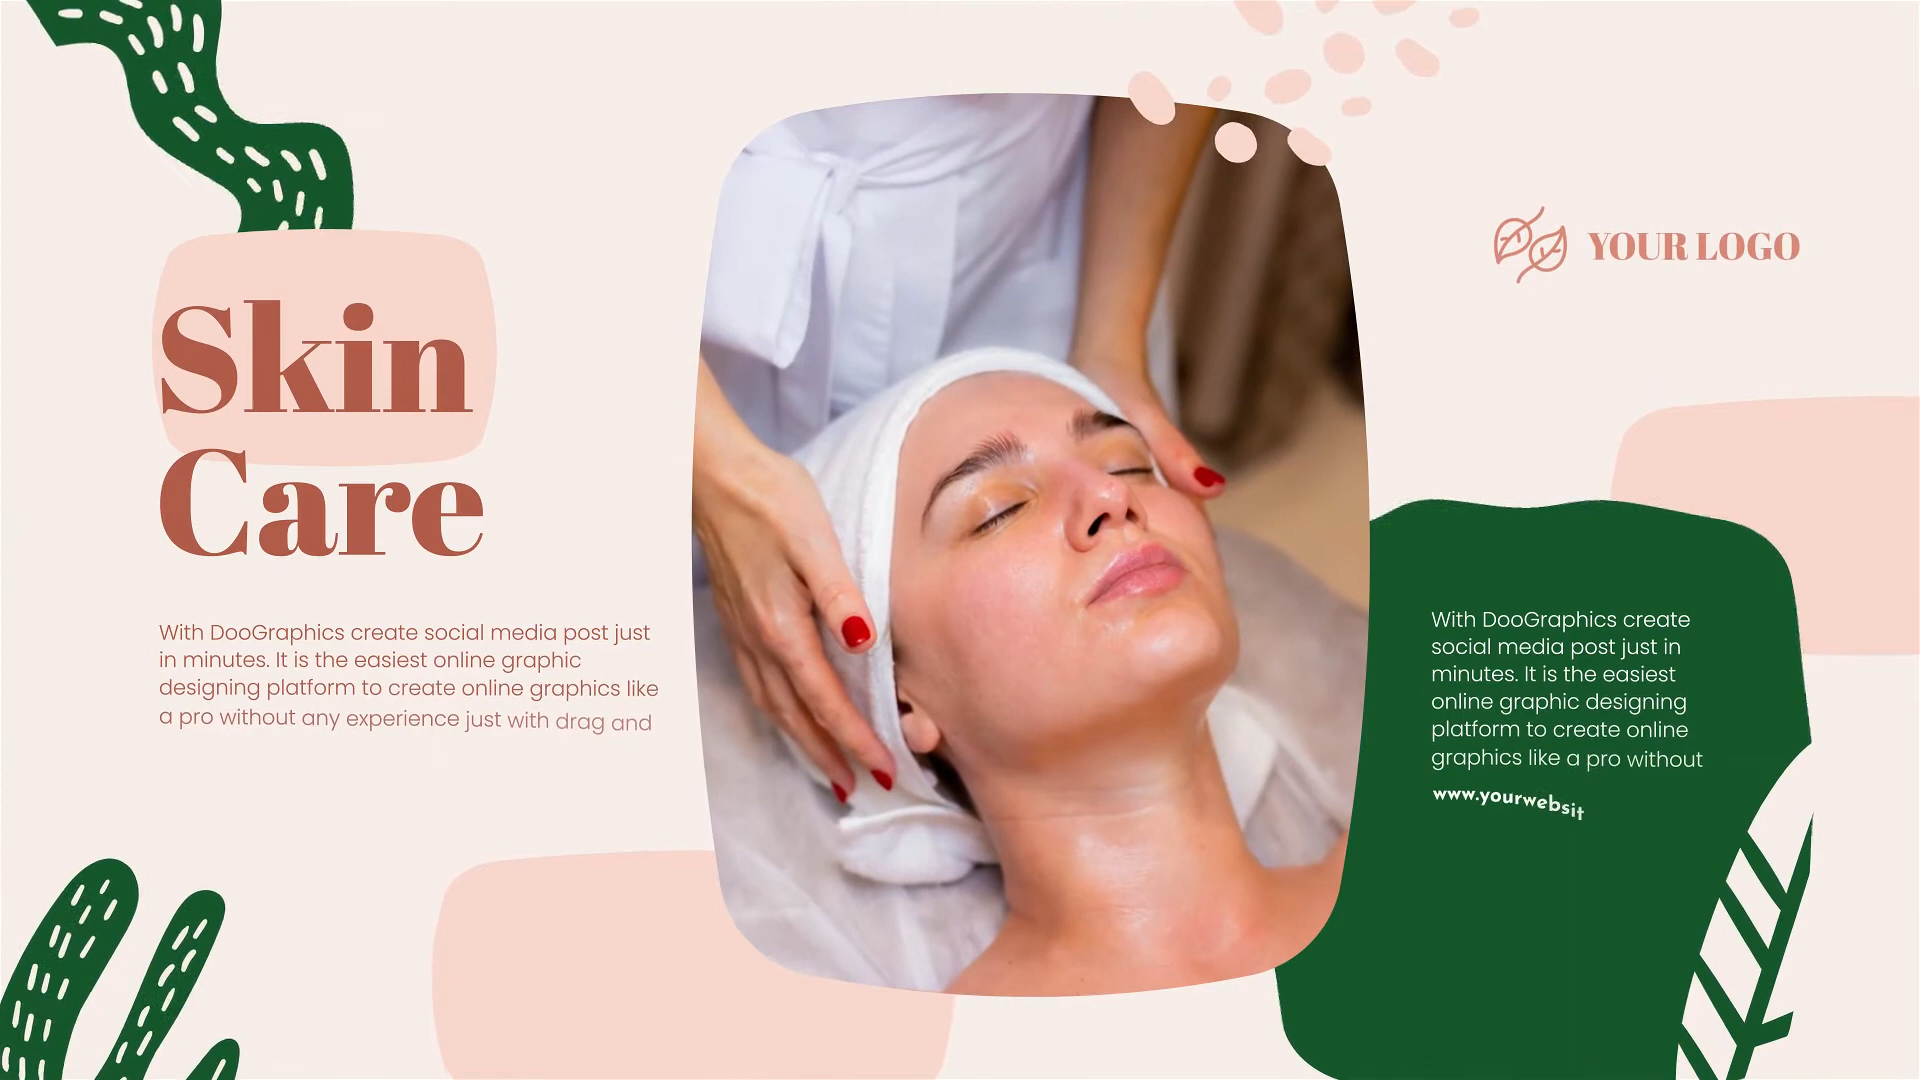 Skin
Care
With DooGraphics create social media post just
in minutes. It is the easiest online graphic
designing platform to create online graphics like
a pro without any experience just with drag and
YOUR LOGO
With DooGraphics create
social media post just in
minutes. It is the easiest
online graphic designing
platform to create online
graphics like a pro without
www.yourwebsit